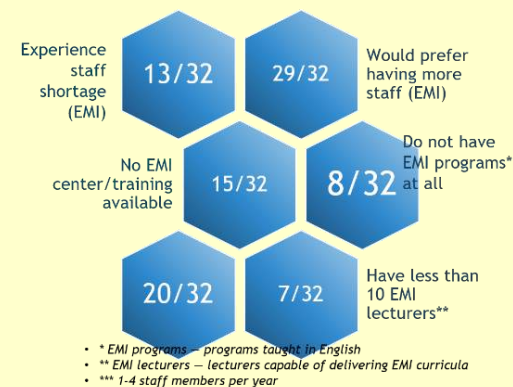 Experience
staff
shortage
(EMI)
13/32
29/32
Would prefer
having more
staff (EMI)
No EMI
center/training
available
15/32
8/32
Do not have
EMI programs*
at all
20/32
7/32
Have less than
10 EMI
lecturers**
• * EMI programs — programs taught in English
• ** EMI lecturers — lecturers capable of delivering EMI curricula
• *** 1-4 staff members per year